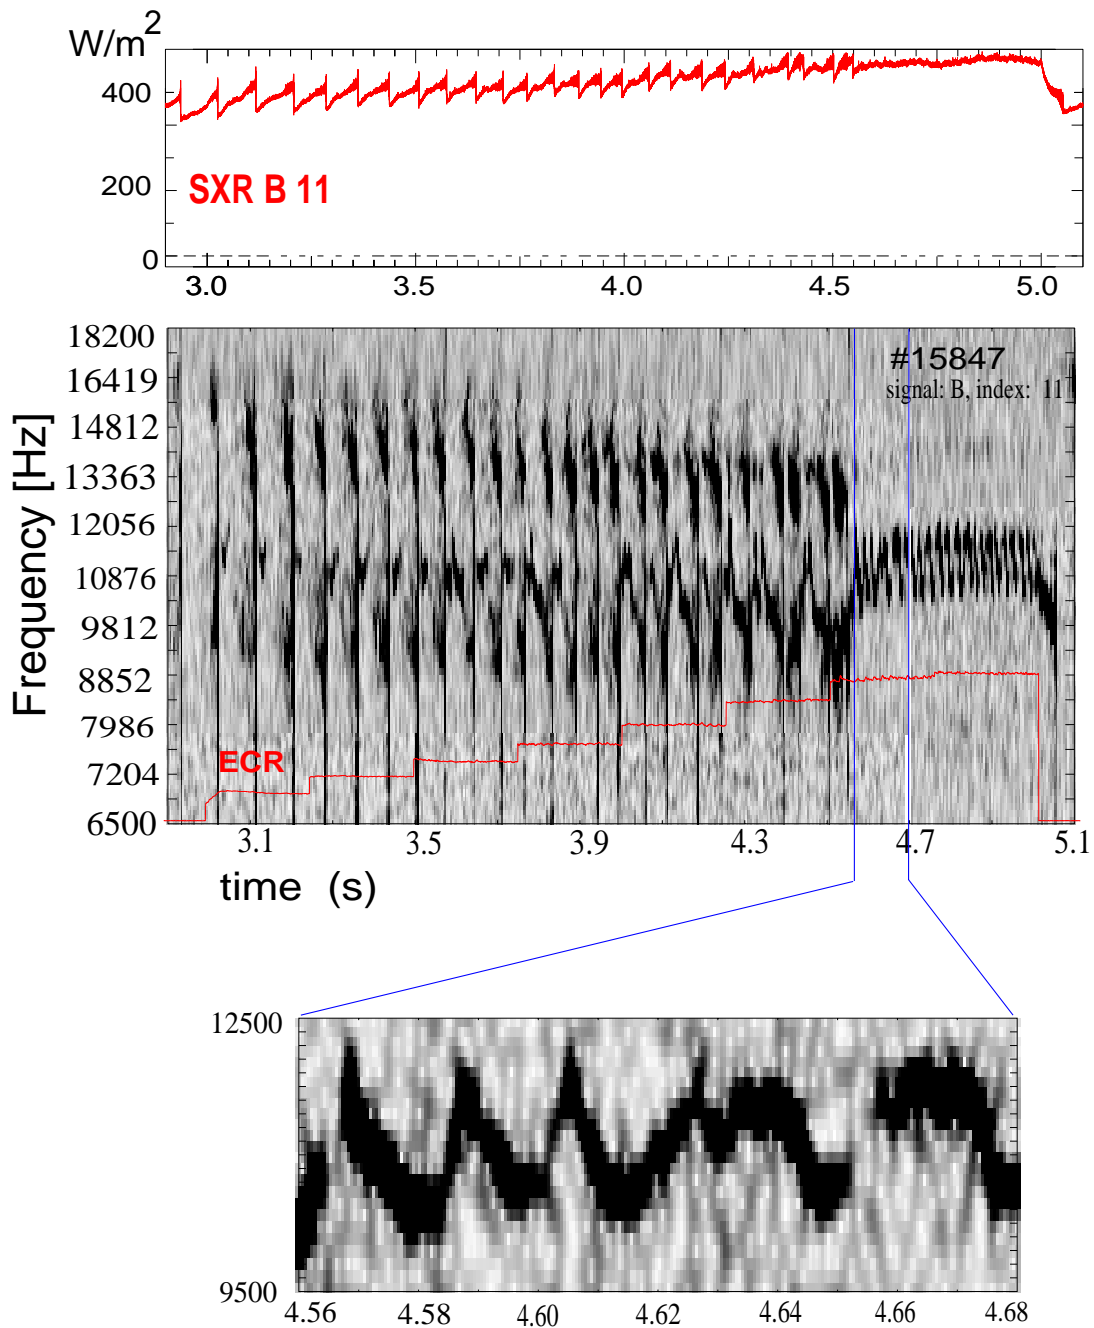 W/m2
400
200
0
SXR B 11
3.0 3.5 4.0 4.5 5.0
18200
16419
14812
13363
12056
10876
9812
8852
7986
7204
6500
Frequency [Hz]
#15847
signal: B, index: 11
ECR
3.1 3.5 3.9 4.3 4.7 5.1
time (s)
12500
9500
4.56 4.58 4.60 4.62 4.64 4.66 4.68